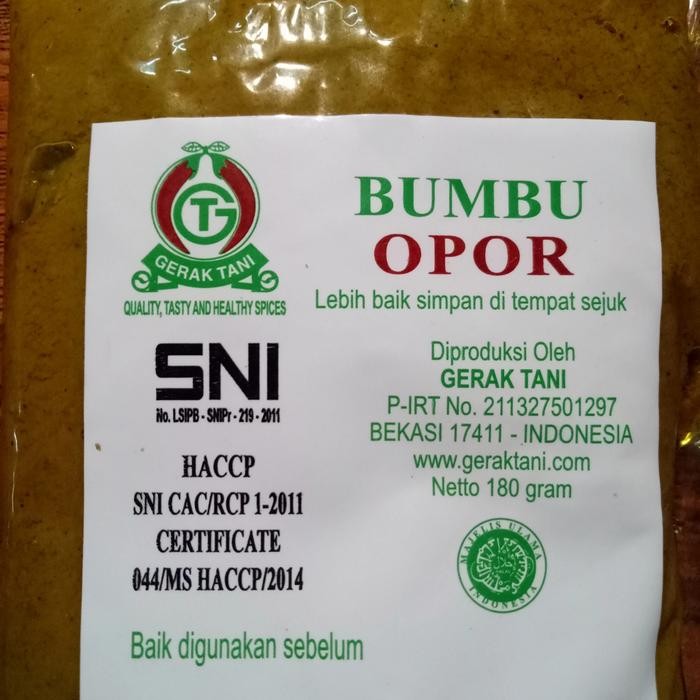 TG
GERAK TANI
QUALITY, TASTY AND HEALTHY SPICES
BUMBU
OPOR
Lebih baik simpan di tempat sejuk
SNI
No. LSIPB - SNIPr - 219 - 2011
HACCP
SNI CAC/RCP 1-2011
CERTIFICATE
044/MS HACCP/2014
Diproduksi Oleh
GERAK TANI
P-IRT No. 211327501297
BEKASI 17411 - INDONESIA
www.geraktani.com
Netto 180 gram
MAJELIS ULAMA
حلال
INDONESIA
Baik digunakan sebelum